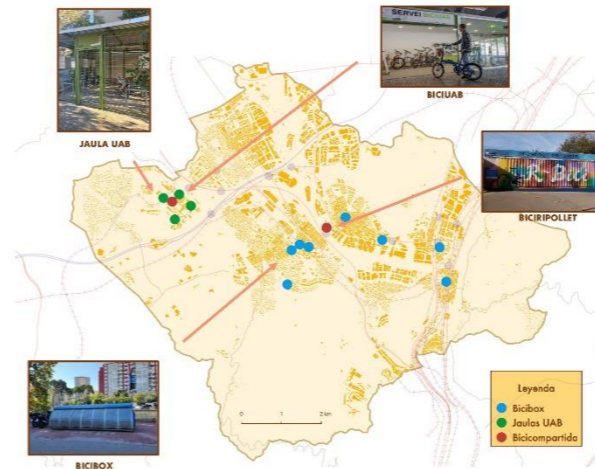 SERVEI BICIUAB
BICIUAB
JAULA UAB
BICIRIPOLLET
0 1 2 km
BICIBOX
Leyenda
Bicibox
Jaulas UAB
Bicicompartida